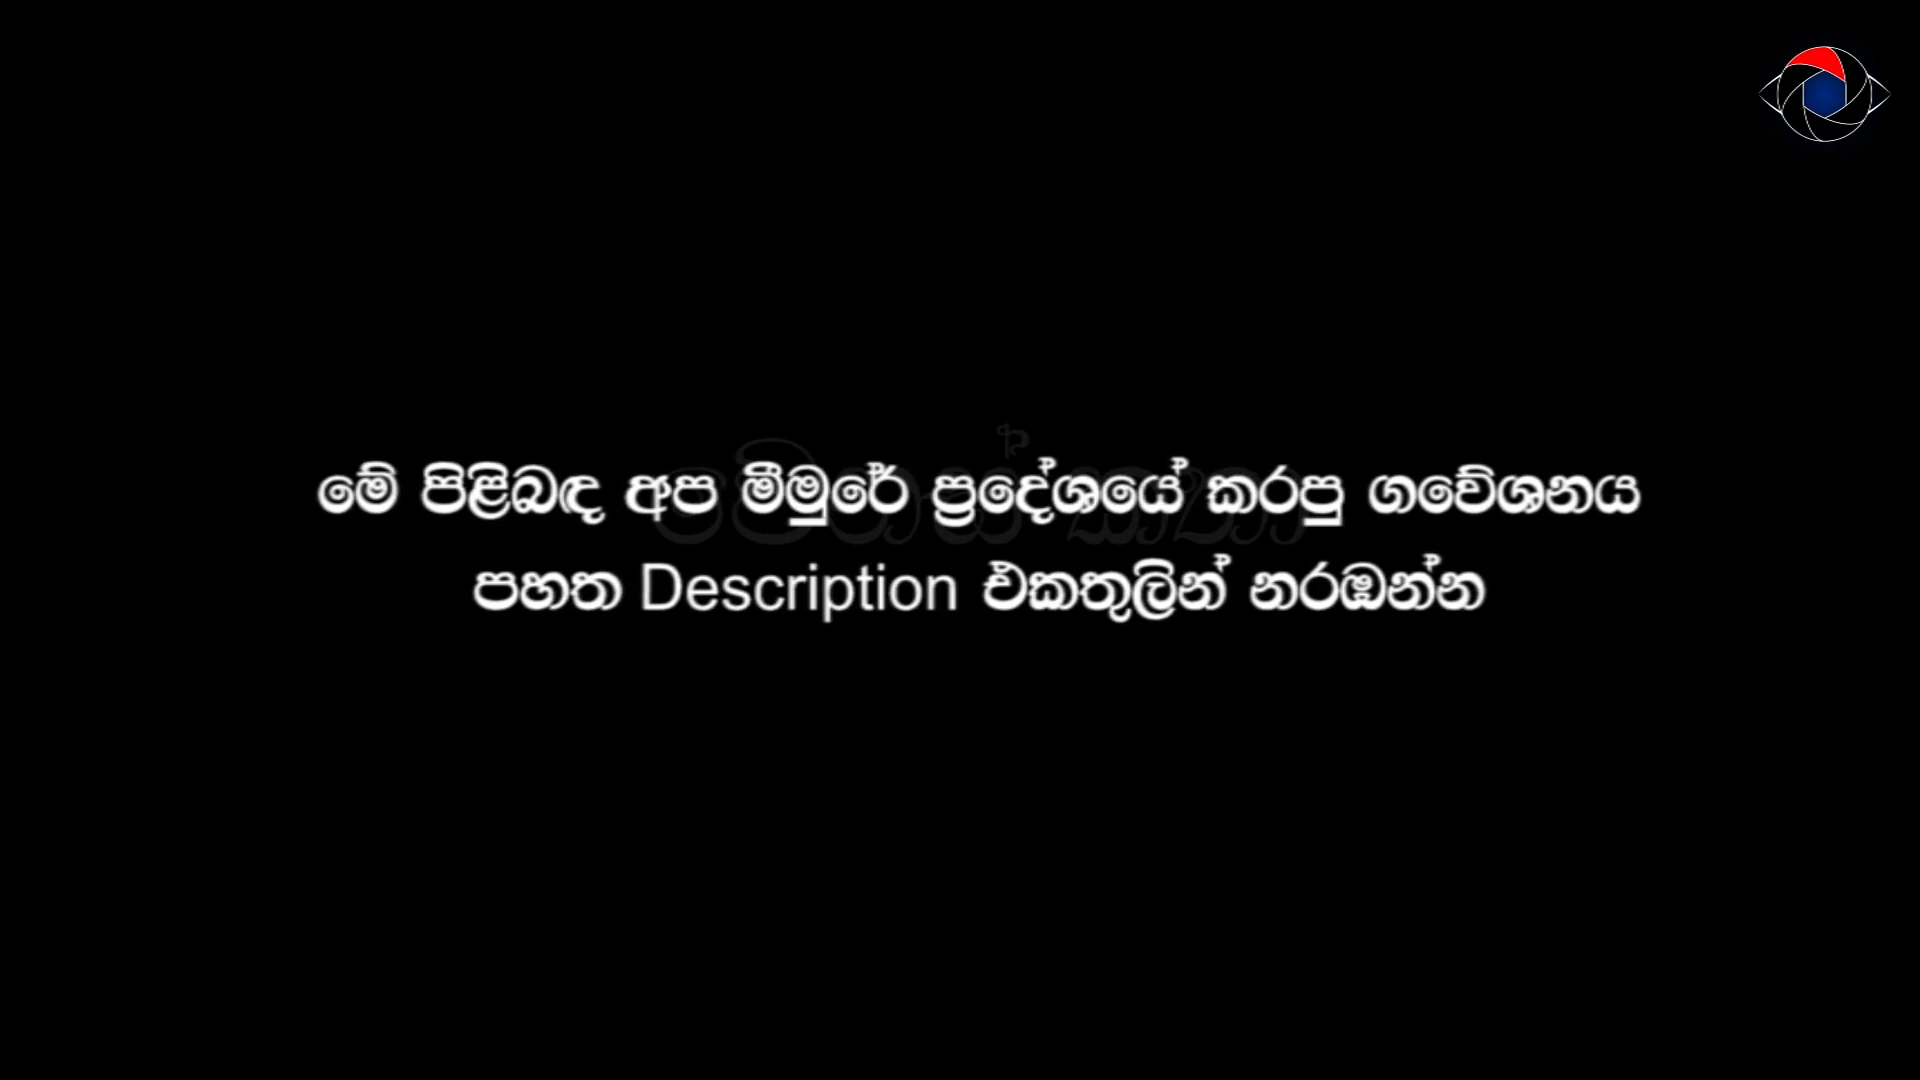 මේ පිළිබඳ අප මීමුරේ ප්‍රදේශයේ කරපු ගවේශනය
පහත Description එකතුලින් නරඹන්න